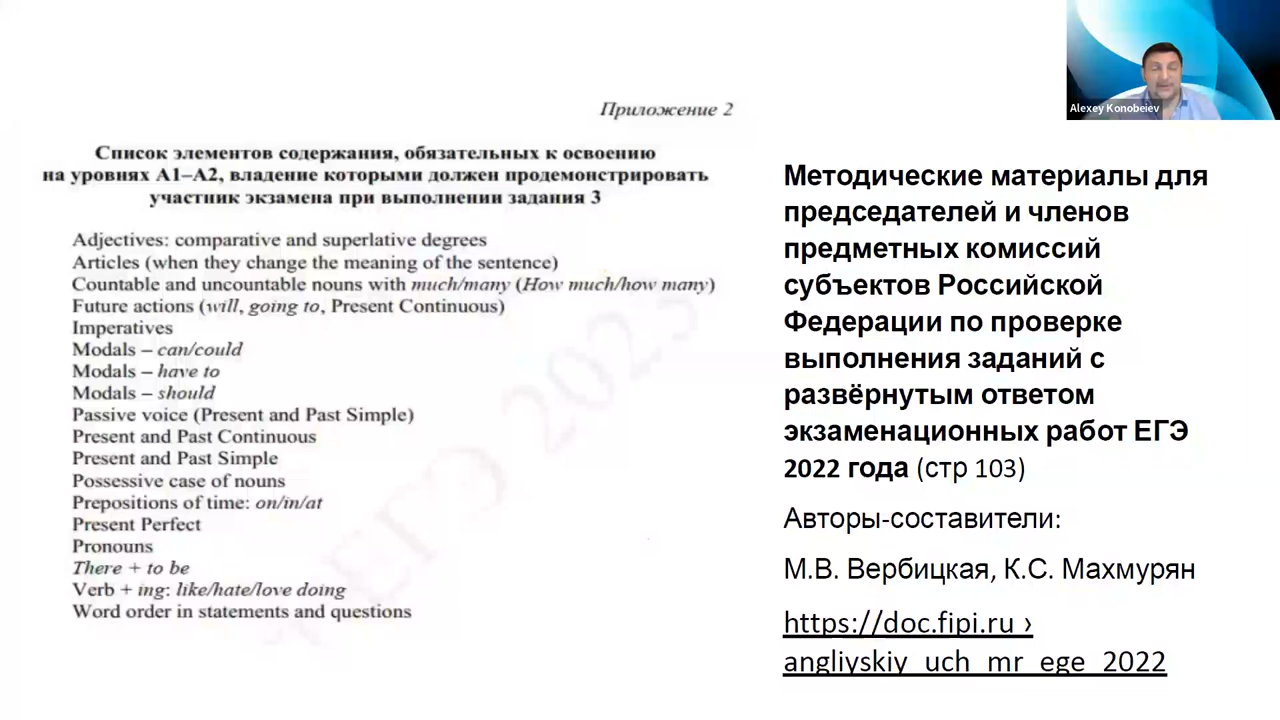 Приложение 2
Список элементов содержания, обязательных к освоению
на уровнях А1–А2, владение которыми должен продемонстрировать
участник экзамена при выполнении задания 3
Adjectives: comparative and superlative degrees
Articles (when they change the meaning of the sentence)
Countable and uncountable nouns with much/many (How much/how many)
Future actions (will, going to, Present Continuous)
Imperatives
Modals – can/could
Modals – have to
Modals – should
Passive voice (Present and Past Simple)
Present and Past Continuous
Present and Past Simple
Possessive case of nouns
Prepositions of time: on/in/at
Present Perfect
Pronouns
There + to be
Verb + ing: like/hate/love doing
Word order in statements and questions
ЕГЭ 2023
Alexey Konobeiev
Методические материалы для
председателей и членов
предметных комиссий
субъектов Российской
Федерации по проверке
выполнения заданий с
развёрнутым ответом
экзаменационных работ ЕГЭ
2022 года (стр 103)
Авторы-составители:
М.В. Вербицкая, К.С. Махмурян
https://doc.fipi.ru ›
angliyskiy_uch_mr_ege_2022